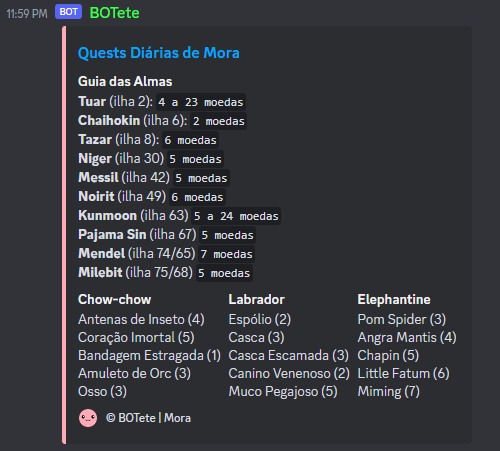 11:59 PM BOT BOTete
Quests Diárias de Mora
Guia das Almas
Tuar (ilha 2): 4 a 23 moedas
Chaihokin (ilha 6): 2 moedas
Tazar (ilha 8): 6 moedas
Niger (ilha 30) 5 moedas
Messil (ilha 42) 5 moedas
Noirit (ilha 49) 6 moedas
Kunmoon (ilha 63) 5 a 24 moedas
Pajama Sin (ilha 67) 5 moedas
Mendel (ilha 74/65) 7 moedas
Milebit (ilha 75/68) 5 moedas
Chow-chow Labrador Elephantine
Antenas de Inseto (4) Espólio (2) Pom Spider (3)
Coração Imortal (5) Casca (3) Angra Mantis (4)
Bandagem Estragada (1) Casca Escamada (3) Chapin (5)
Amuleto de Orc (3) Canino Venenoso (2) Little Fatum (6)
Osso (3) Muco Pegajoso (5) Miming (7)
© BOTete | Mora